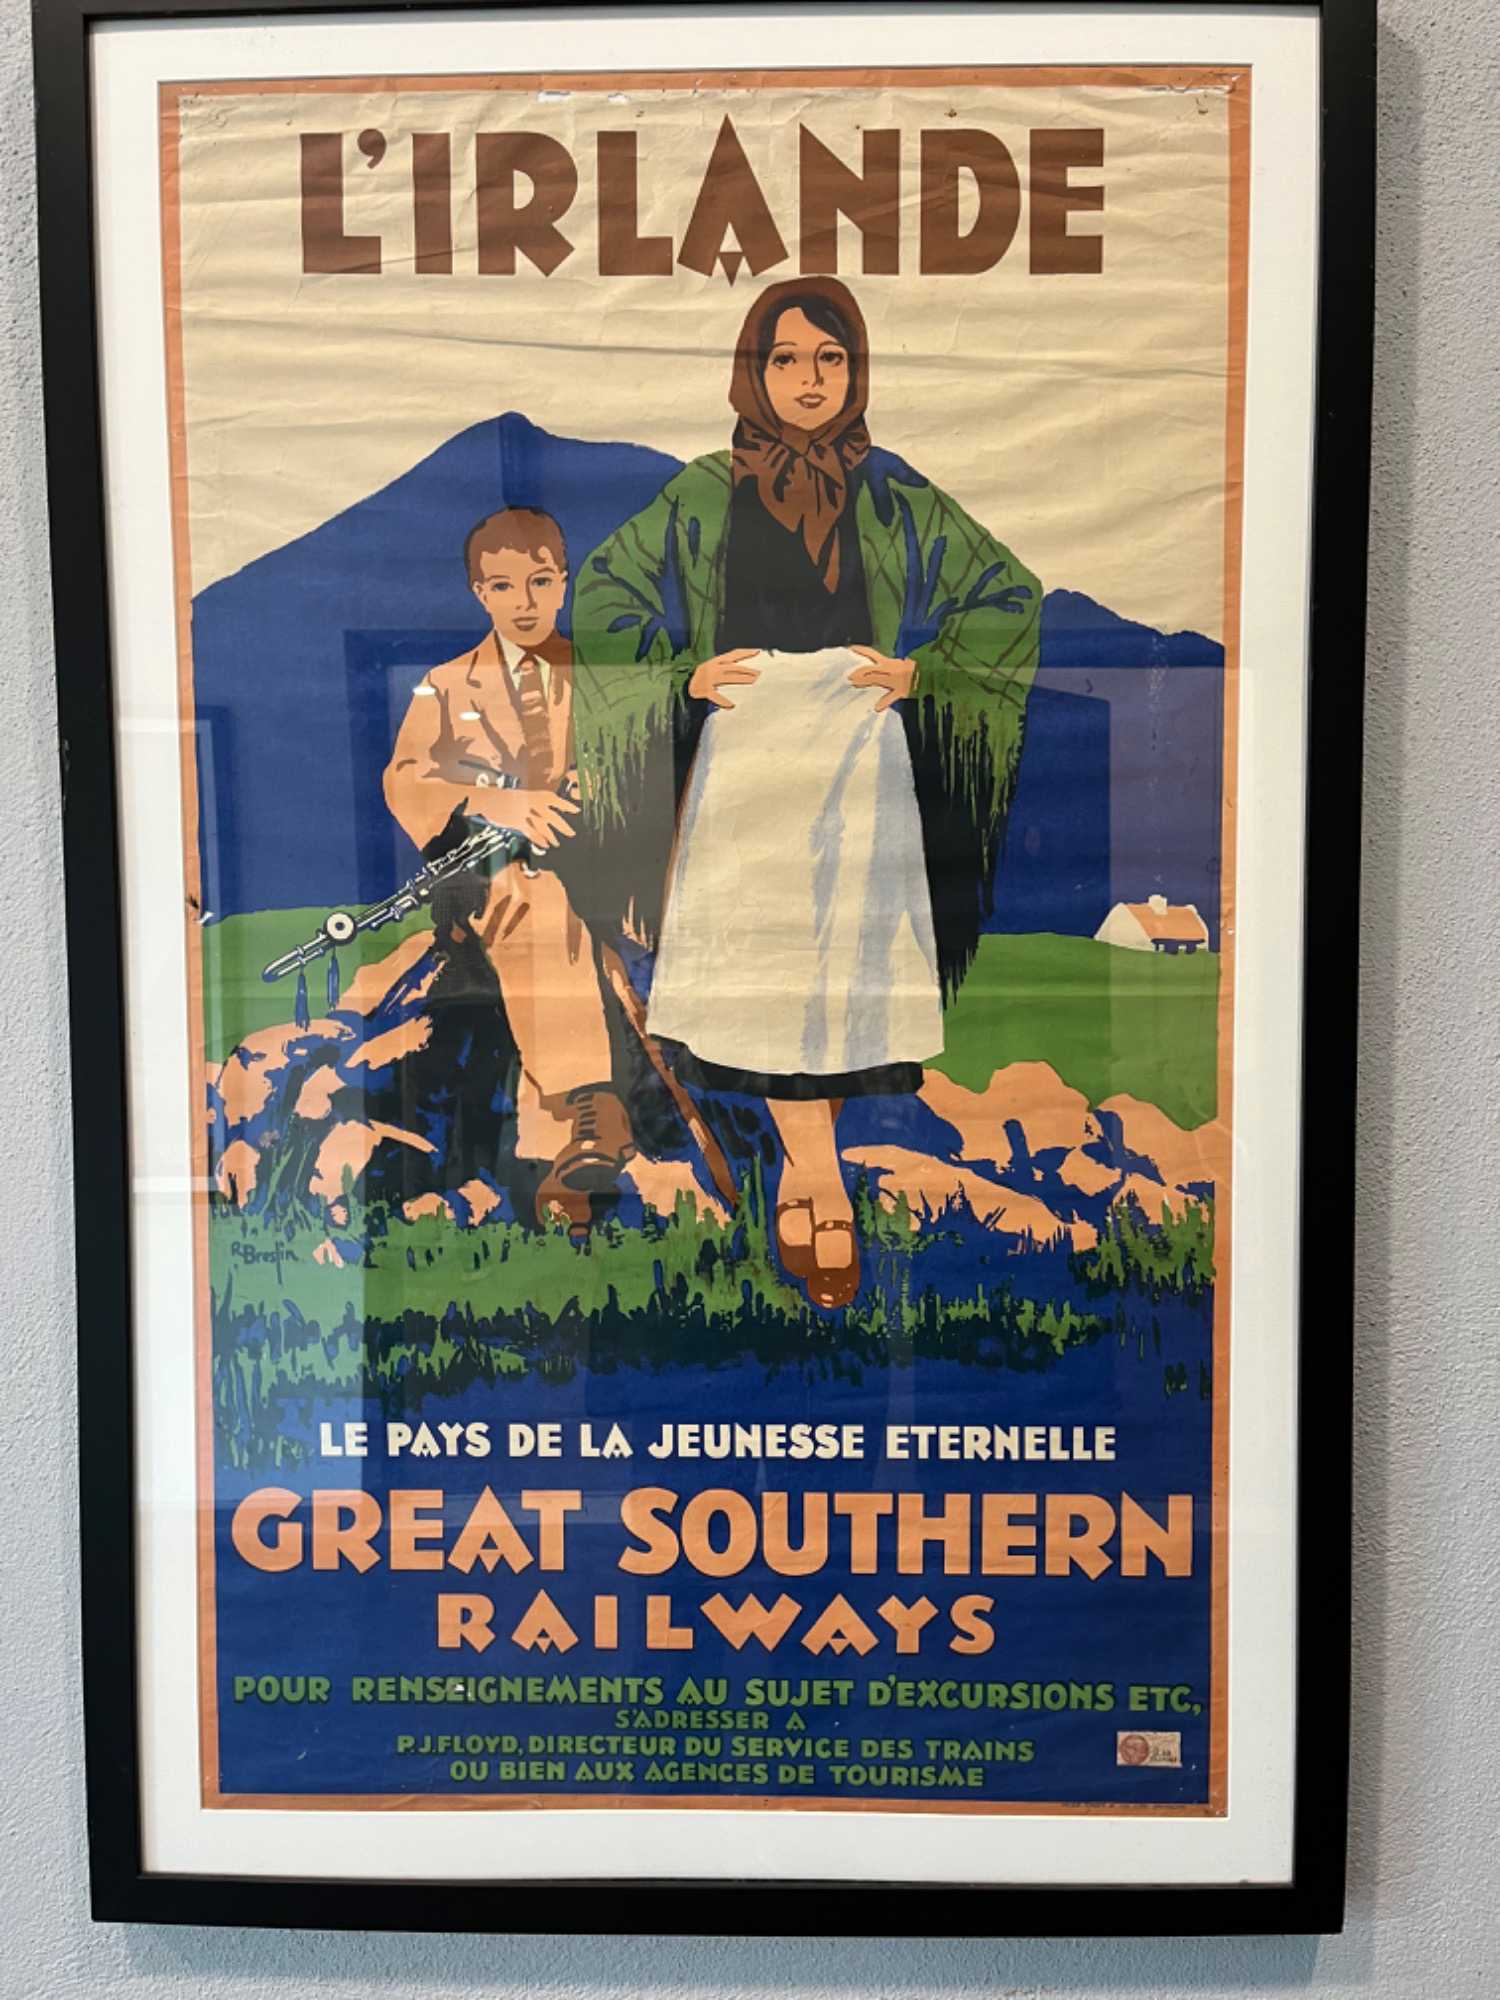 L'IRLANDE
R. Breslin
LE PAYS DE LA JEUNESSE ETERNELLE
GREAT SOUTHERN
RAILWAYS
POUR RENSEIGNEMENTS AU SUJET D'EXCURSIONS ETC,
S'ADRESSER A
P.J.FLOYD, DIRECTEUR DU SERVICE DES TRAINS
OU BIEN AUX AGENCES DE TOURISME